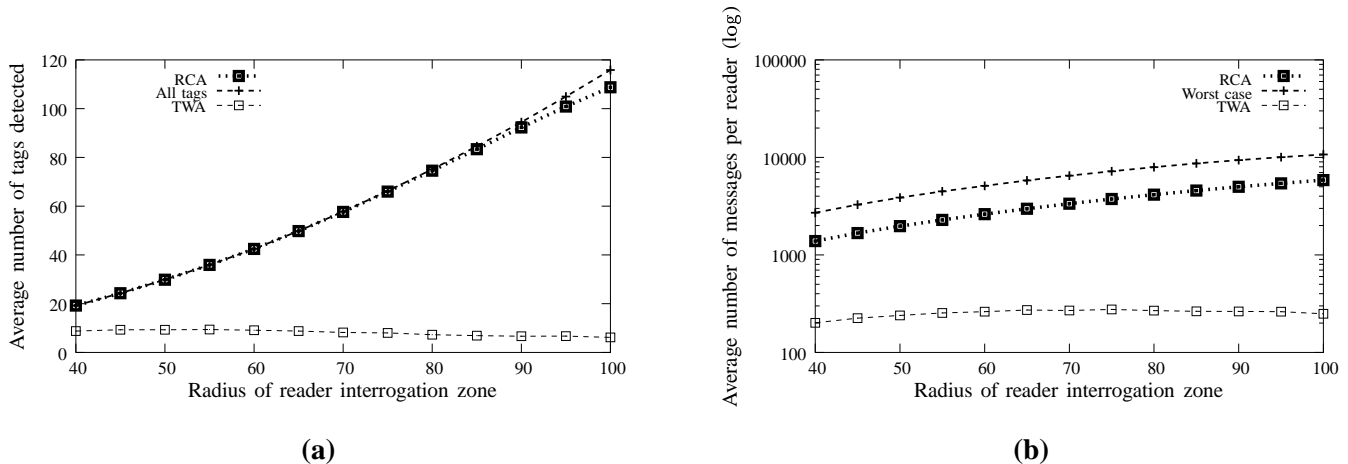 Average number of tags detected
120
100
80
60
40
20
0
RCA
All tags
TWA
40 50 60 70 80 90 100
Radius of reader interrogation zone
(a)
Average number of messages per reader (log)
100000
10000
1000
100
RCA
Worst case
TWA
40 50 60 70 80 90 100
Radius of reader interrogation zone
(b)